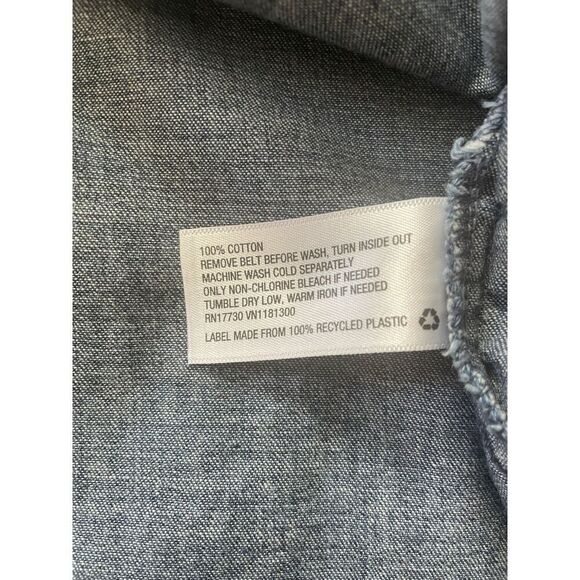 100% COTTON
REMOVE BELT BEFORE WASH, TURN INSIDE OUT
MACHINE WASH COLD SEPARATELY
ONLY NON-CHLORINE BLEACH IF NEEDED
TUMBLE DRY LOW, WARM IRON IF NEEDED
RN17730 VN1181300
LABEL MADE FROM 100% RECYCLED PLASTIC